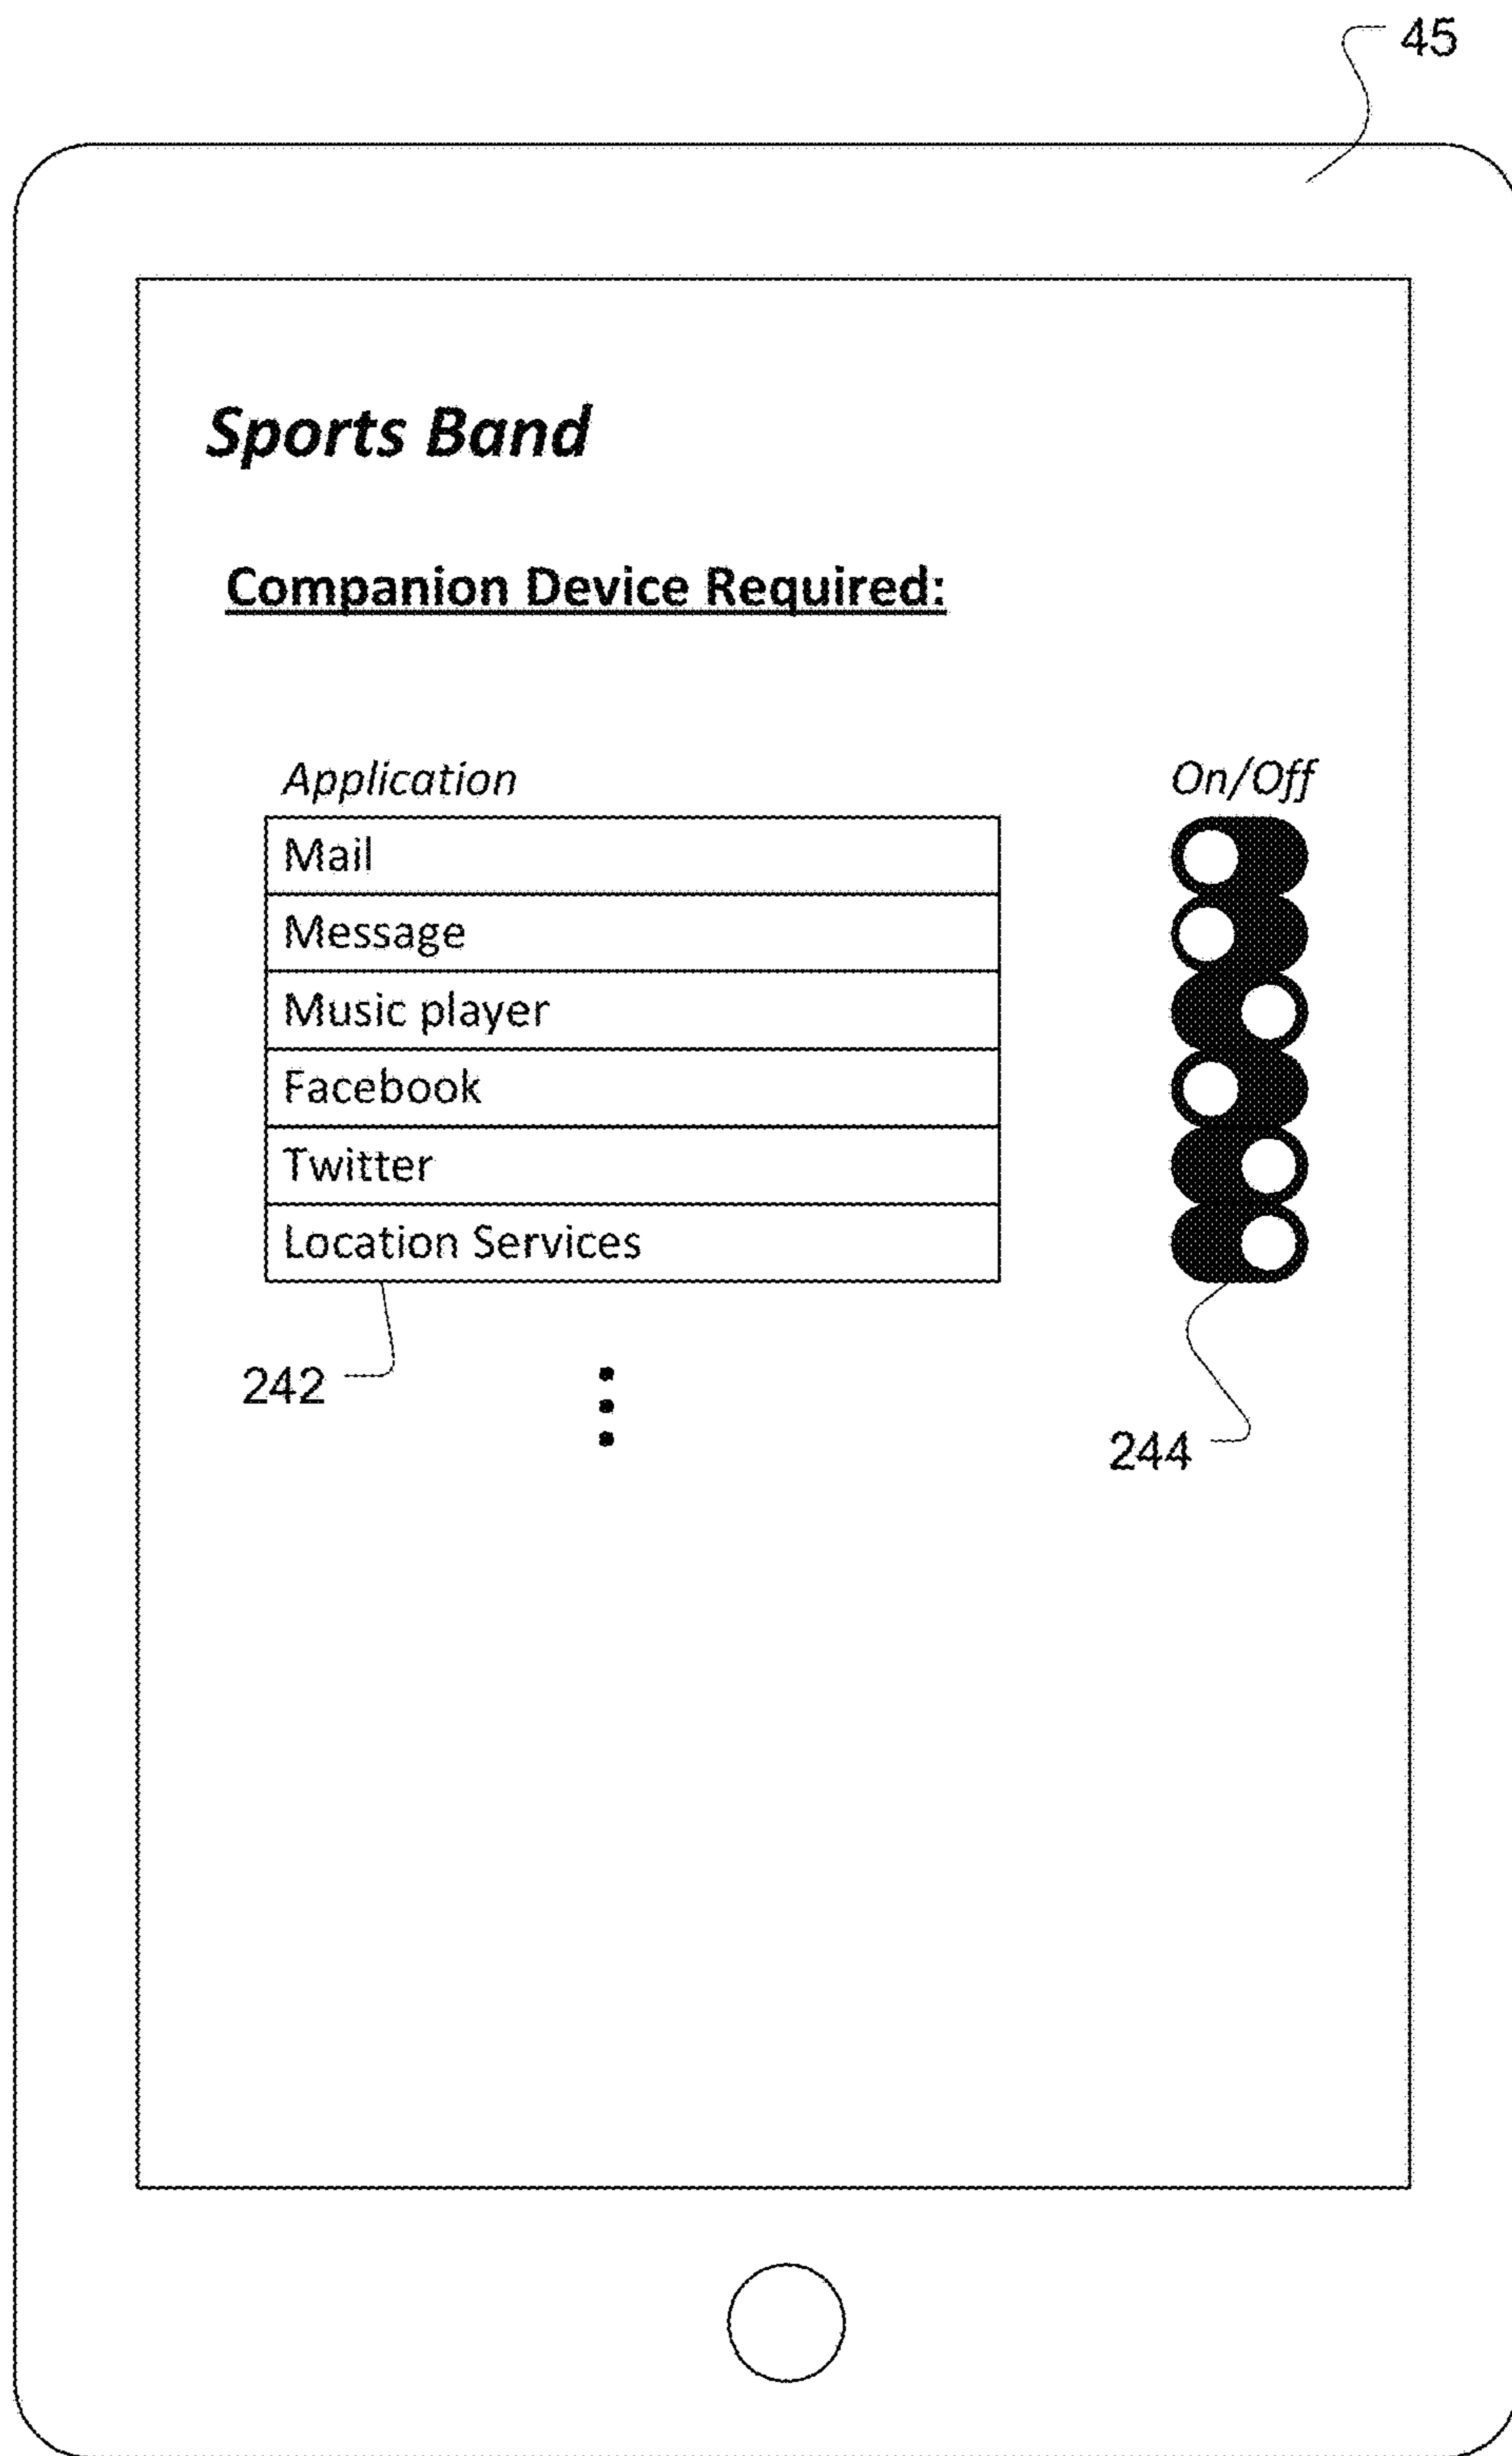 45
Sports Band
Companion Device Required:
Application On/Off
Mail
Message
Music player
Facebook
Twitter
Location Services
242
244